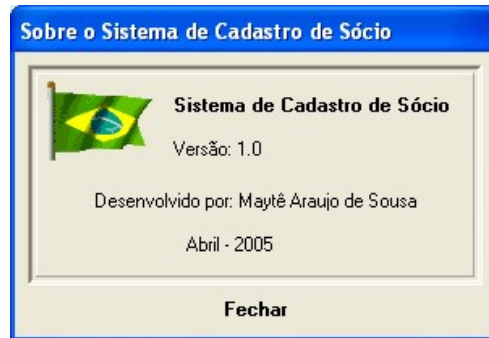 Sobre o Sistema de Cadastro de Sócio
Sistema de Cadastro de Sócio
Versão: 1.0
Desenvolvido por: Maytê Araujo de Sousa
Abril - 2005
Fechar